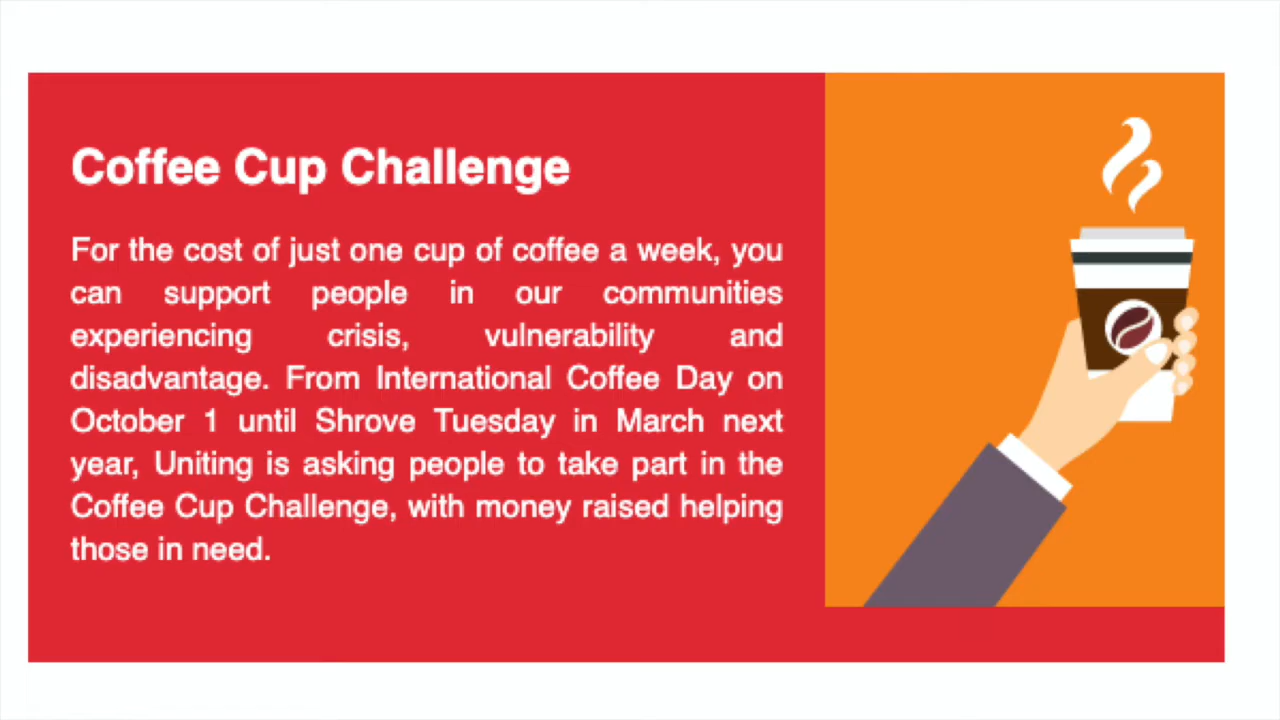 Coffee Cup Challenge
For the cost of just one cup of coffee a week, you
can support people in our communities
experiencing crisis, vulnerability and
disadvantage. From International Coffee Day on
October 1 until Shrove Tuesday in March next
year, Uniting is asking people to take part in the
Coffee Cup Challenge, with money raised helping
those in need.